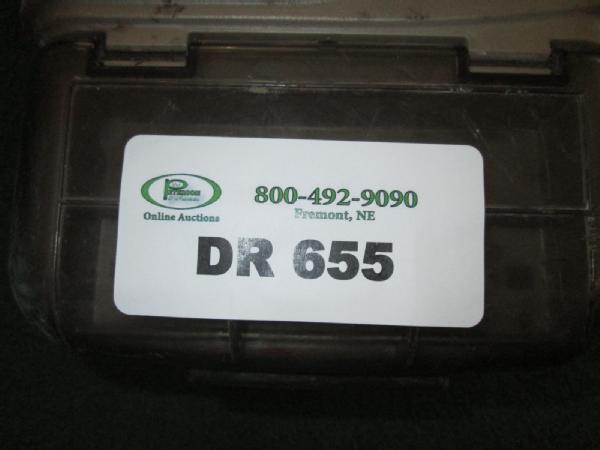 800-492-9090
Online Auctions
Fremont, NE
DR 655